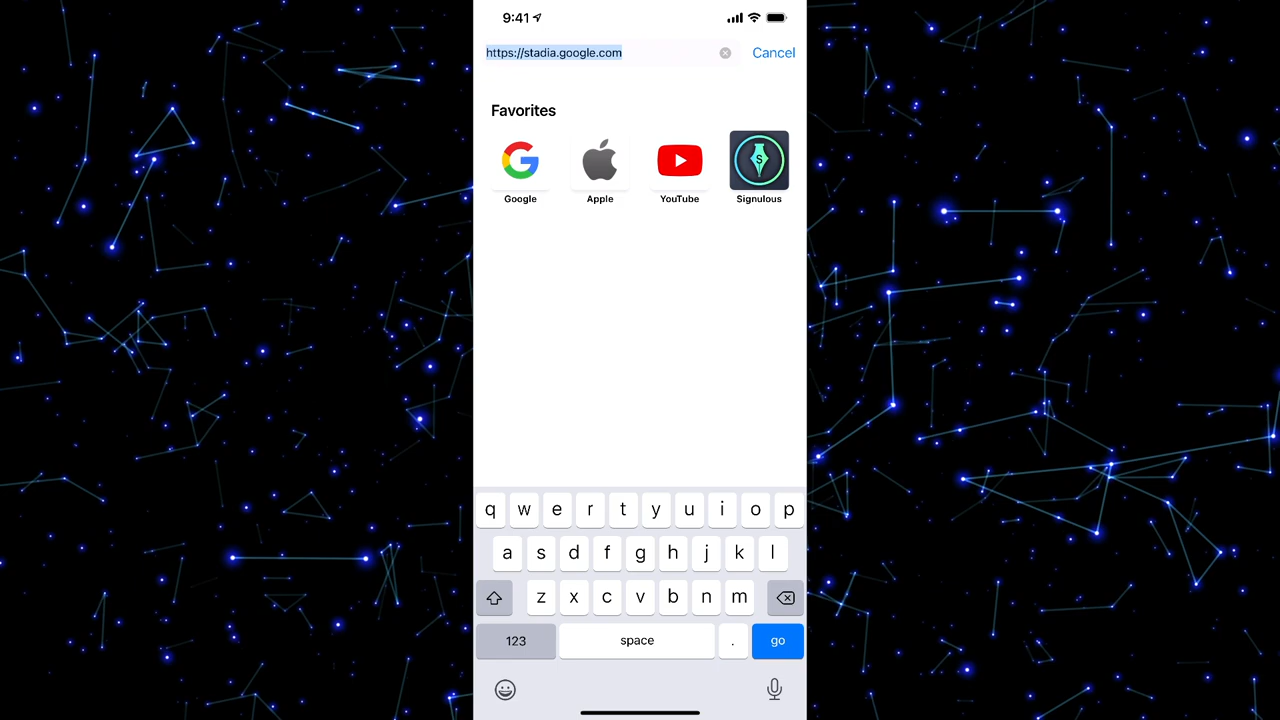 9:41
https://stadia.google.com
Cancel
Favorites
Google
Apple
YouTube
S
Signulous
q w e r t y u i o p
a s d f g h j k l
z x c v b n m
123 space . go